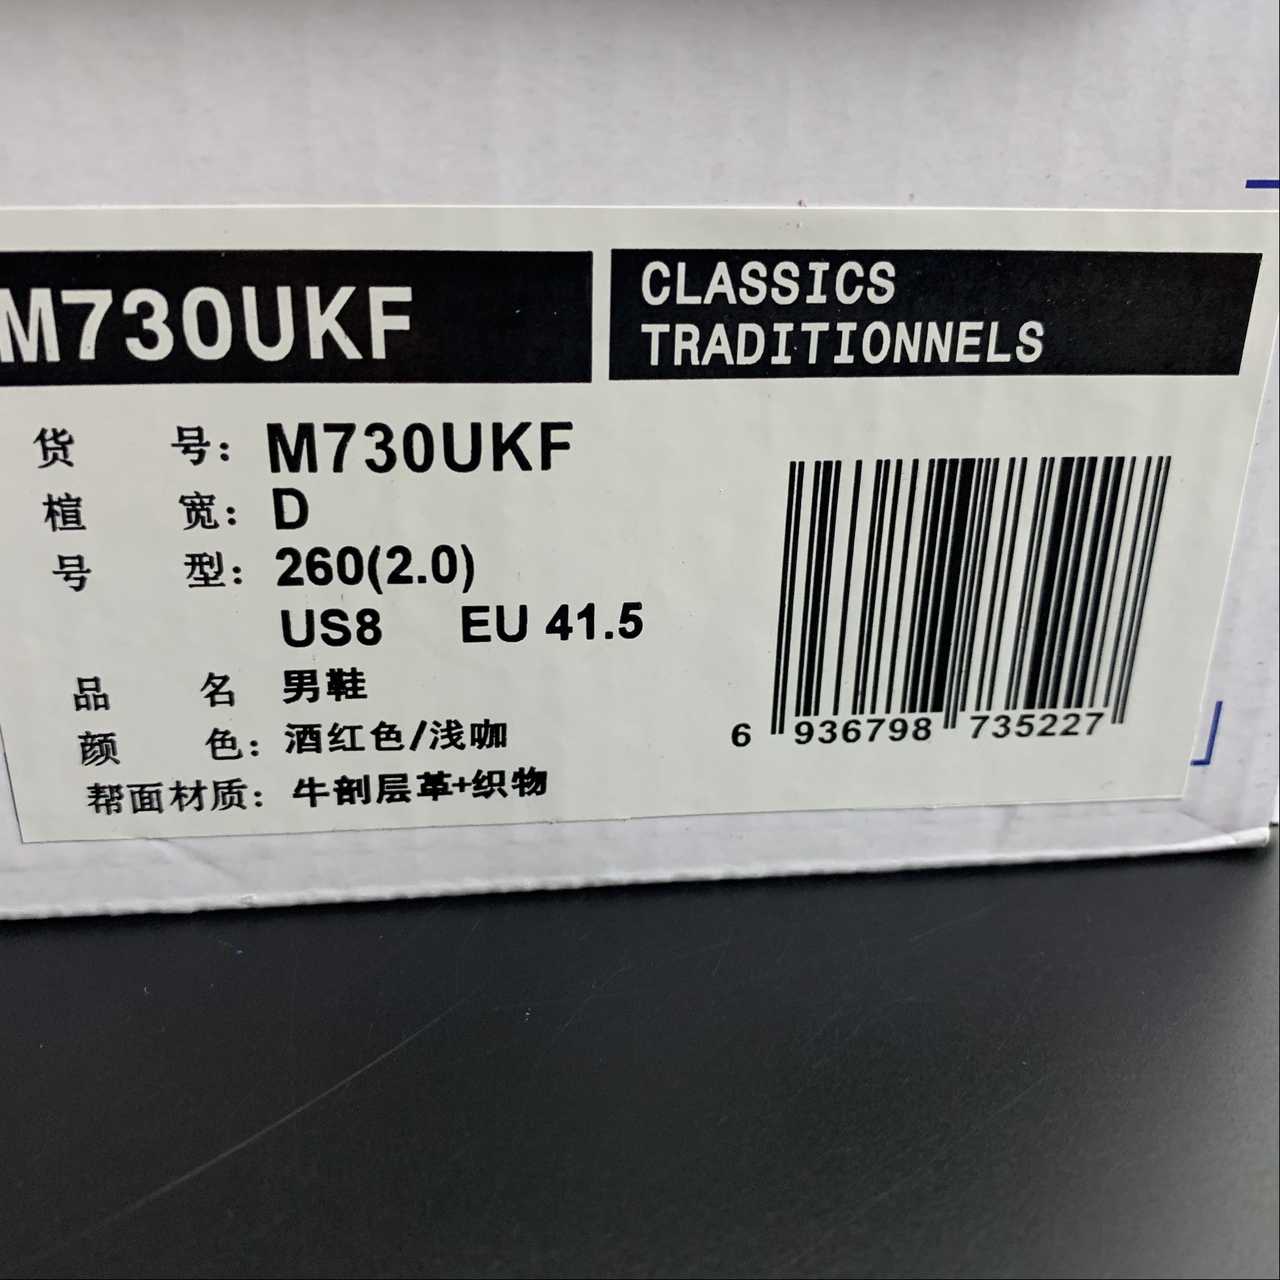 M730UKF
CLASSICS
TRADITIONNELS
货 号: M730UKF
楦 宽: D
号 型: 260(2.0)
US8 EU 41.5
品 名 男鞋
颜 色: 酒红色/浅咖
帮面材质: 牛剖层革+织物
6 936798 735227